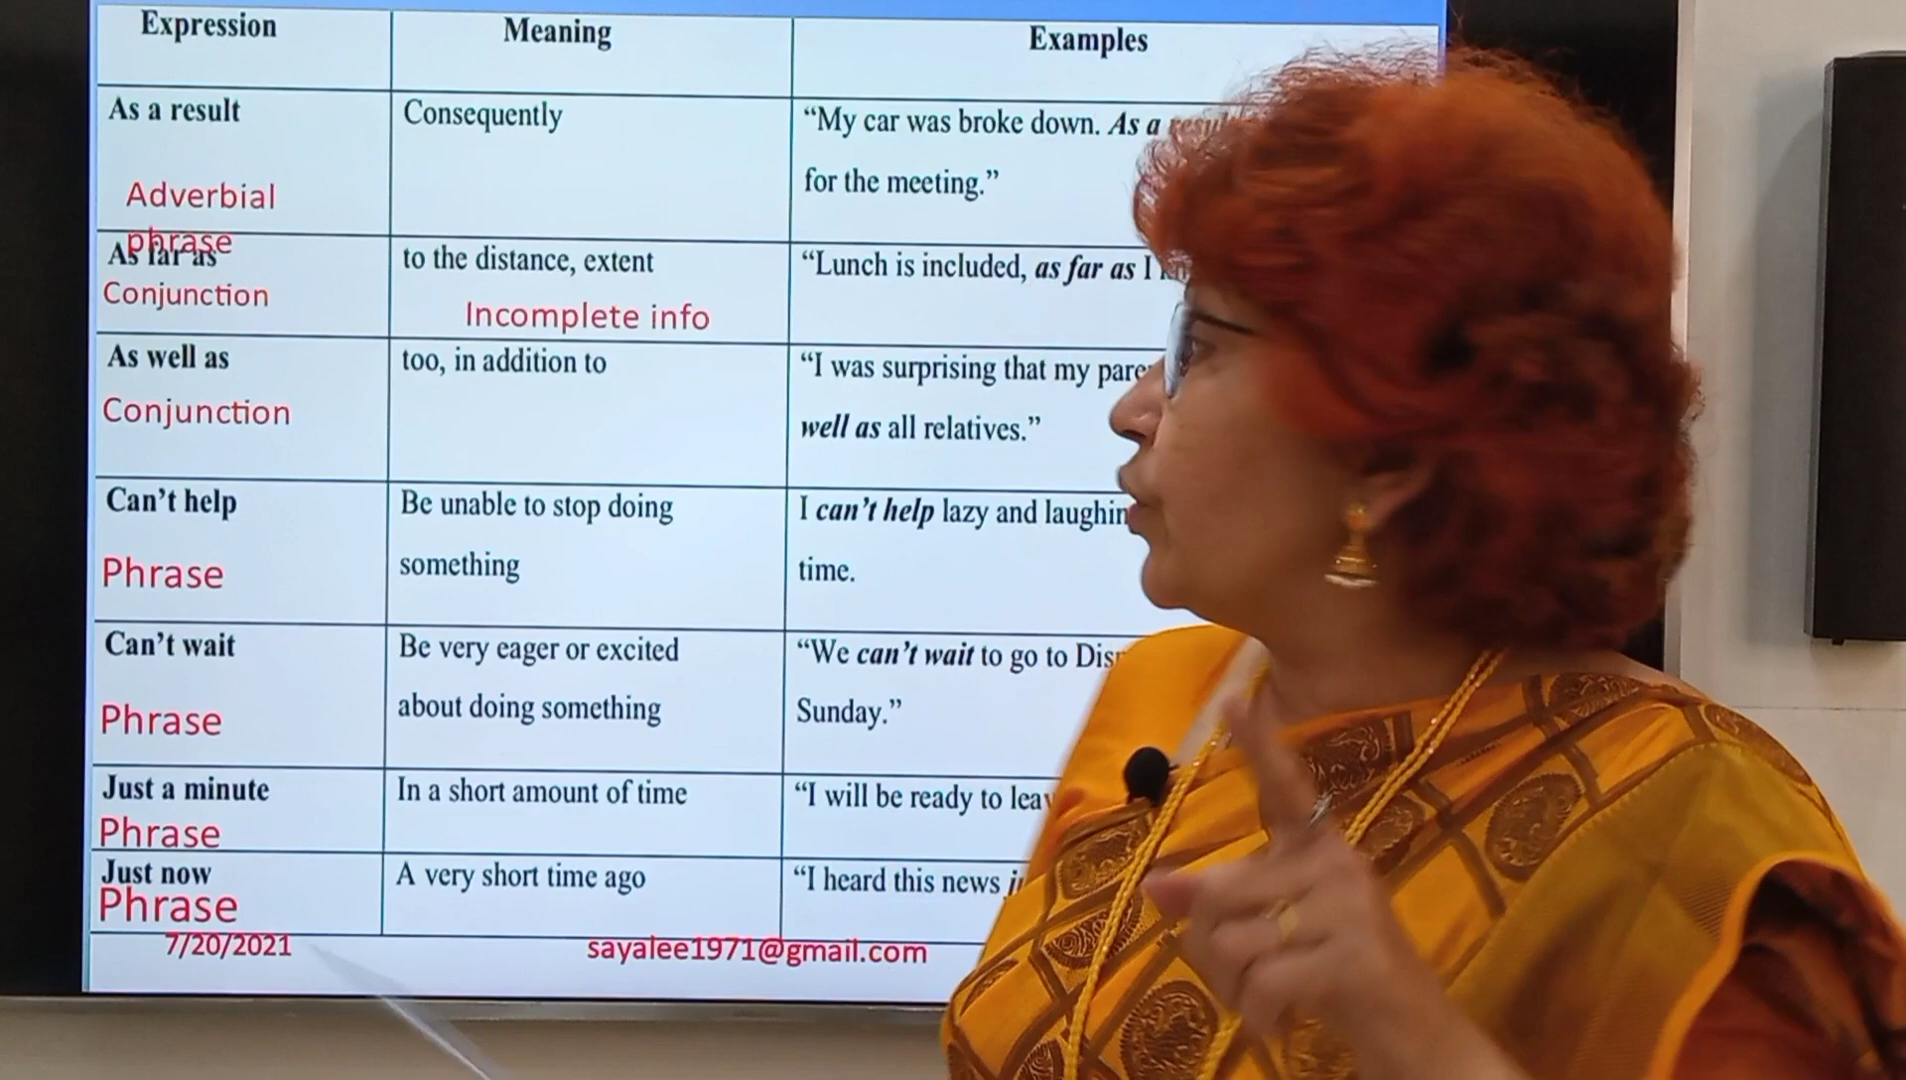 Expression Meaning Examples
As a result Consequently “My car was broke down. As a result
for the meeting.”
Adverbial
phrase
As far as to the distance, extent “Lunch is included, as far as I
Conjunction Incomplete info
As well as too, in addition to “I was surprising that my
Conjunction well as all relatives.”
Can’t help Be unable to stop doing I can’t help lazy and
Phrase something time.
Can’t wait Be very eager or excited “We can’t wait to go to
Phrase about doing something Sunday.”
Just a minute In a short amount of time “I will be ready to
Phrase
Just now A very short time ago “I heard this news
Phrase
7/20/2021 sayalee1971@gmail.com